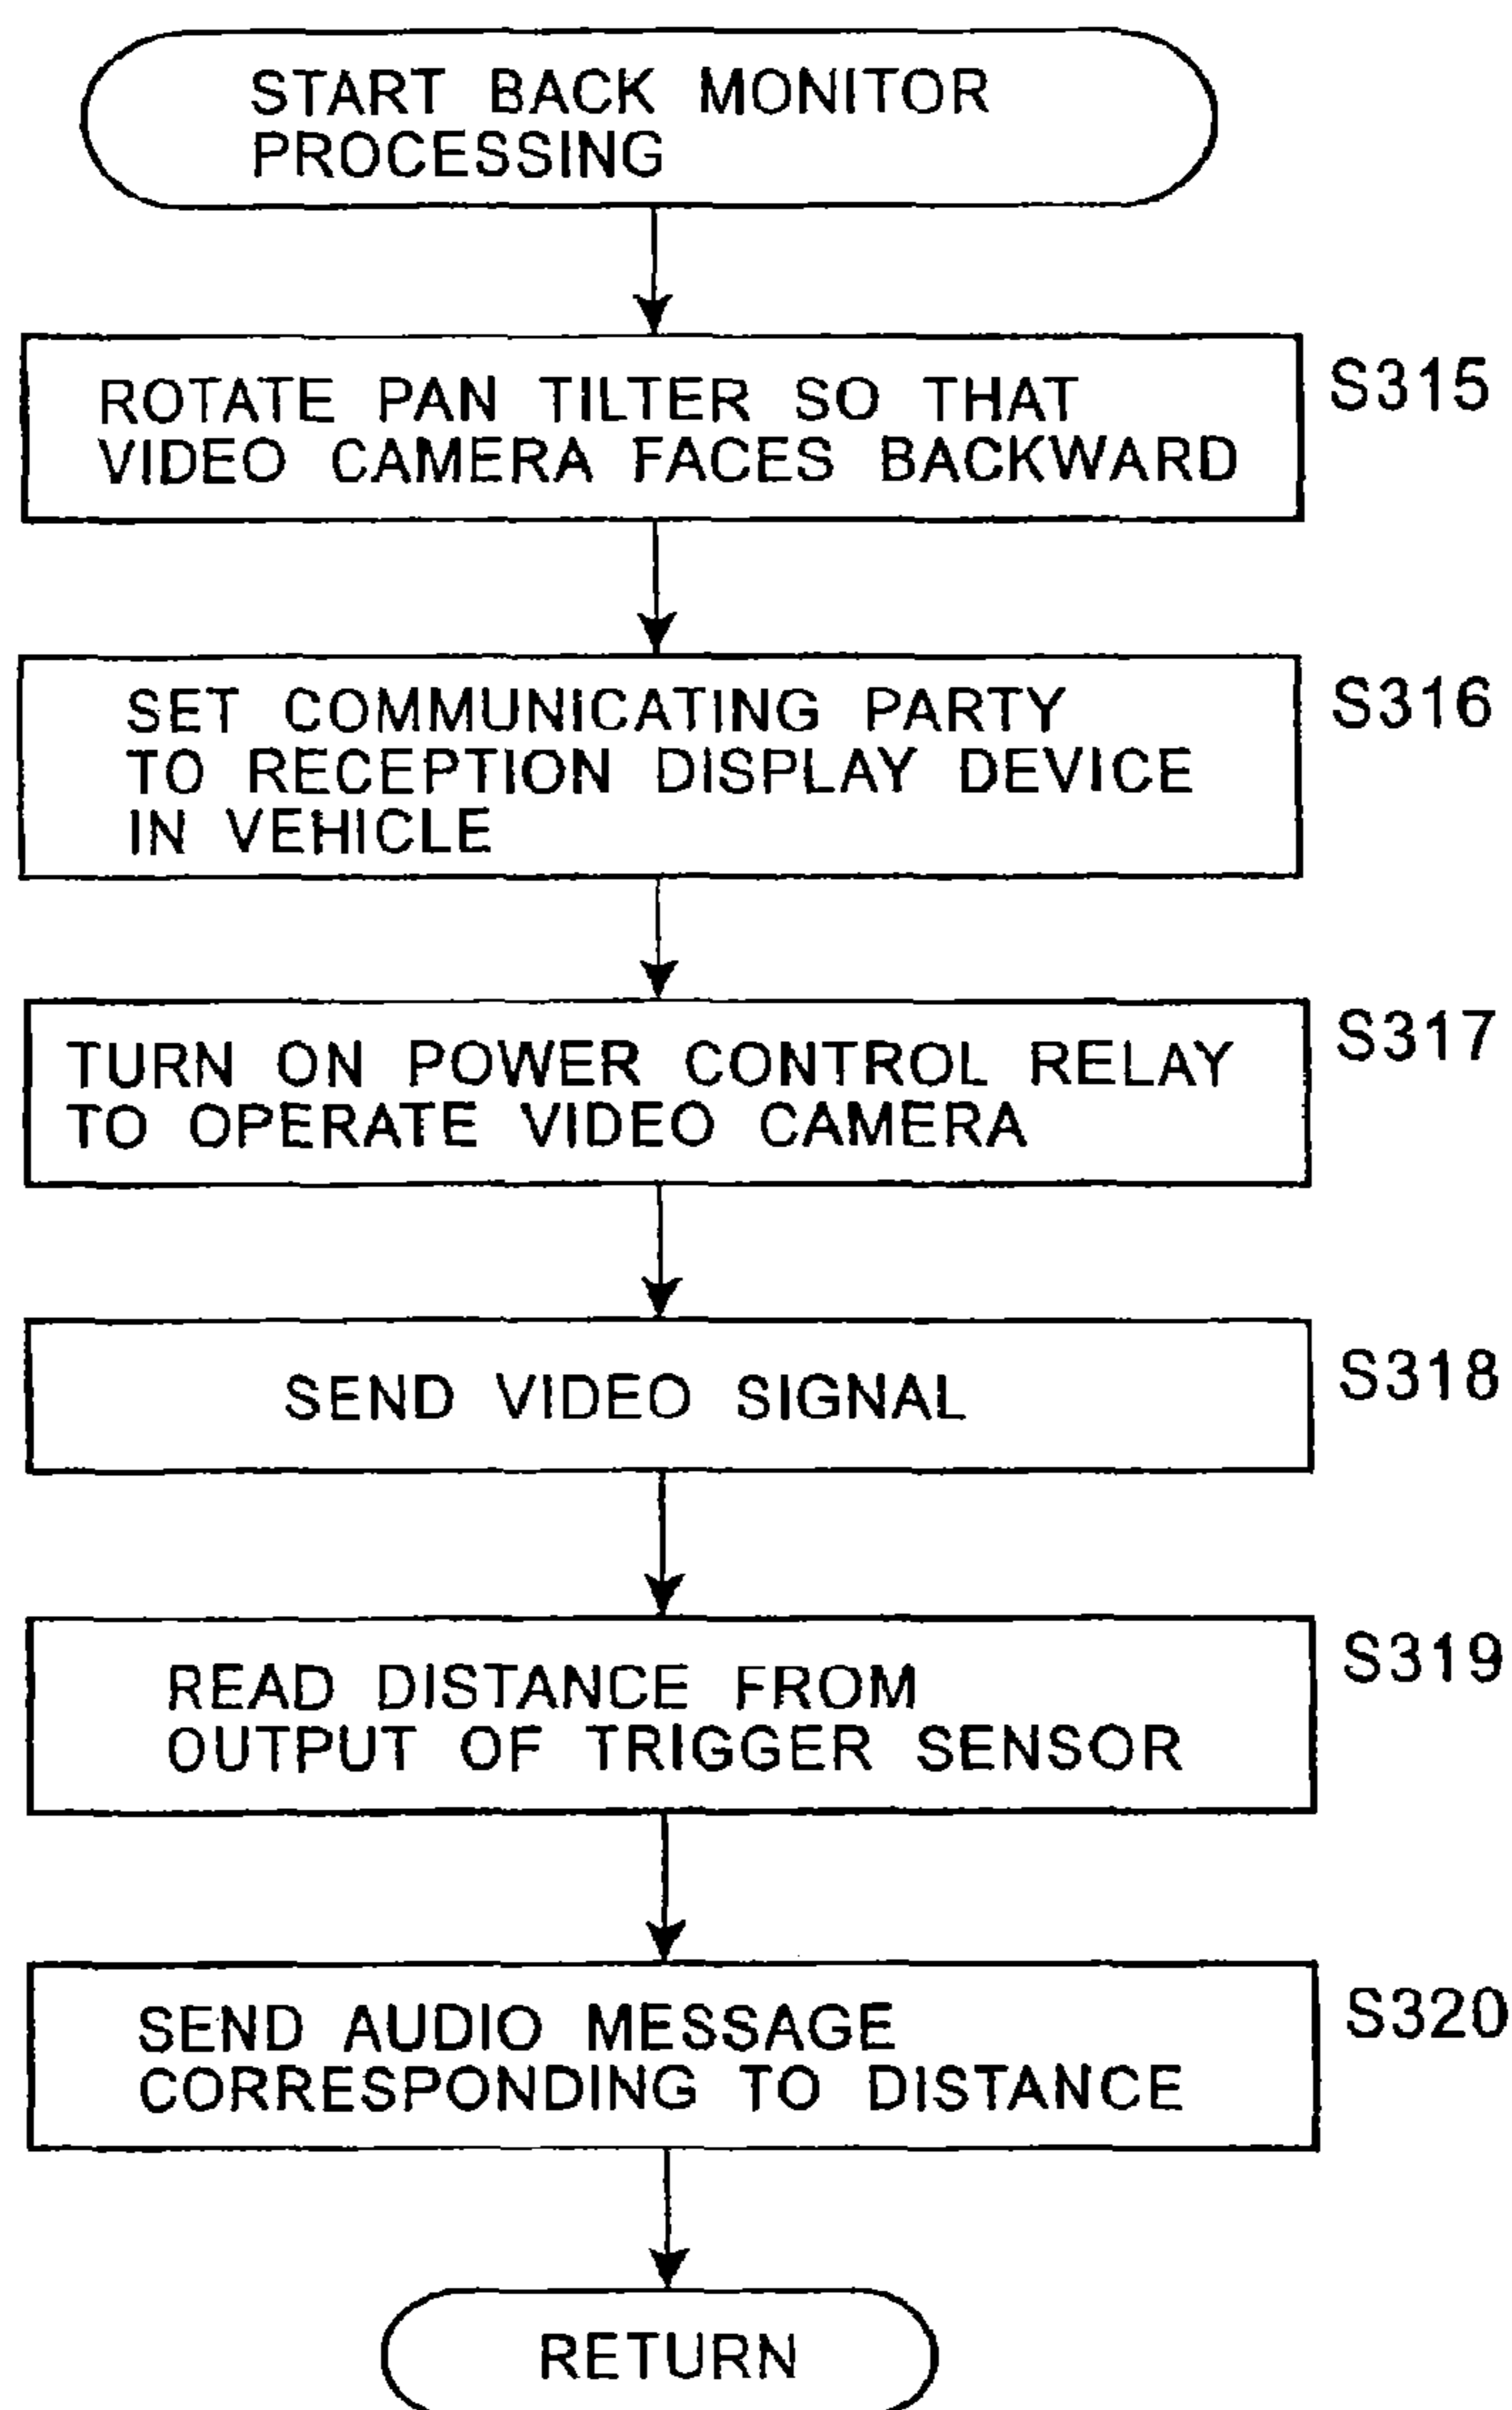 START BACK MONITOR
PROCESSING
ROTATE PAN TILTER SO THAT
VIDEO CAMERA FACES BACKWARD
S315
SET COMMUNICATING PARTY
TO RECEPTION DISPLAY DEVICE
IN VEHICLE
S316
TURN ON POWER CONTROL RELAY
TO OPERATE VIDEO CAMERA
S317
SEND VIDEO SIGNAL
S318
READ DISTANCE FROM
OUTPUT OF TRIGGER SENSOR
S319
SEND AUDIO MESSAGE
CORRESPONDING TO DISTANCE
S320
RETURN